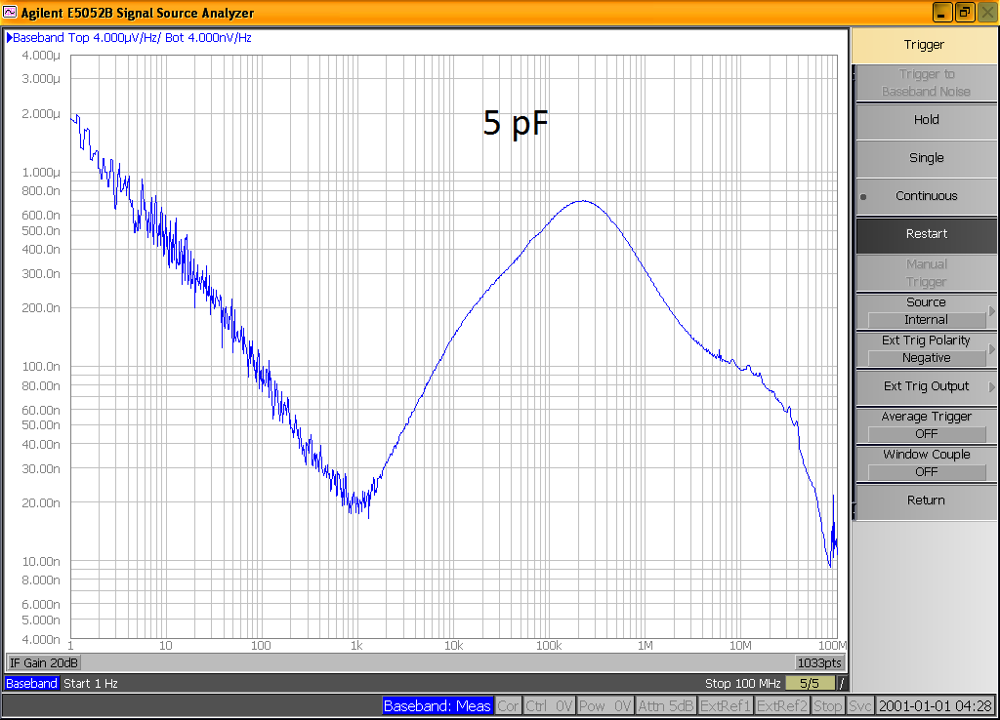 Agilent E5052B Signal Source Analyzer
Baseband Top 4.000µV/Hz/ Bot 4.000nV/Hz
4.000µ
3.000µ
2.000µ
1.000µ
800.0n
600.0n
500.0n
400.0n
300.0n
200.0n
100.0n
80.00n
60.00n
50.00n
40.00n
30.00n
20.00n
10.00n
8.000n
6.000n
5.000n
4.000n
5 pF
1 10 100 1k 10k 100k 1M 10M 100M
IF Gain 20dB 1033pts
Baseband Start 1 Hz Stop 100 MHz 5/5 /
Trigger
Trigger to
Baseband Noise
Hold
Single
Continuous
Restart
Manual
Trigger
Source
Internal
Ext Trig Polarity
Negative
Ext Trig Output
Average Trigger
OFF
Window Couple
OFF
Return
Baseband: Meas Cor Ctrl 0V Pow 0V Attn 5dB ExtRef1 ExtRef2 Stop Svc 2001-01-01 04:28